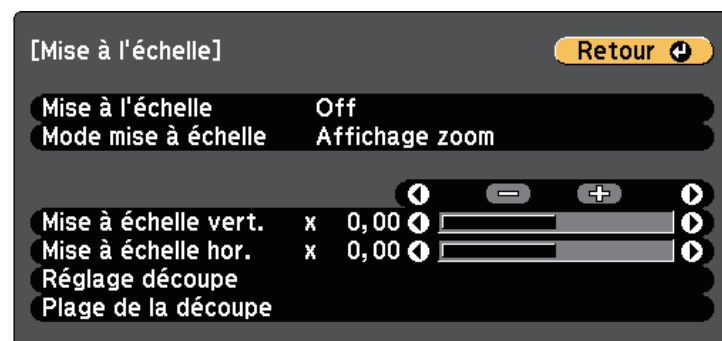 [Mise à l'échelle] Retour
Mise à l'échelle Off
Mode mise à échelle Affichage zoom
Mise à échelle vert. x 0,00
Mise à échelle hor. x 0,00
Réglage découpe
Plage de la découpe